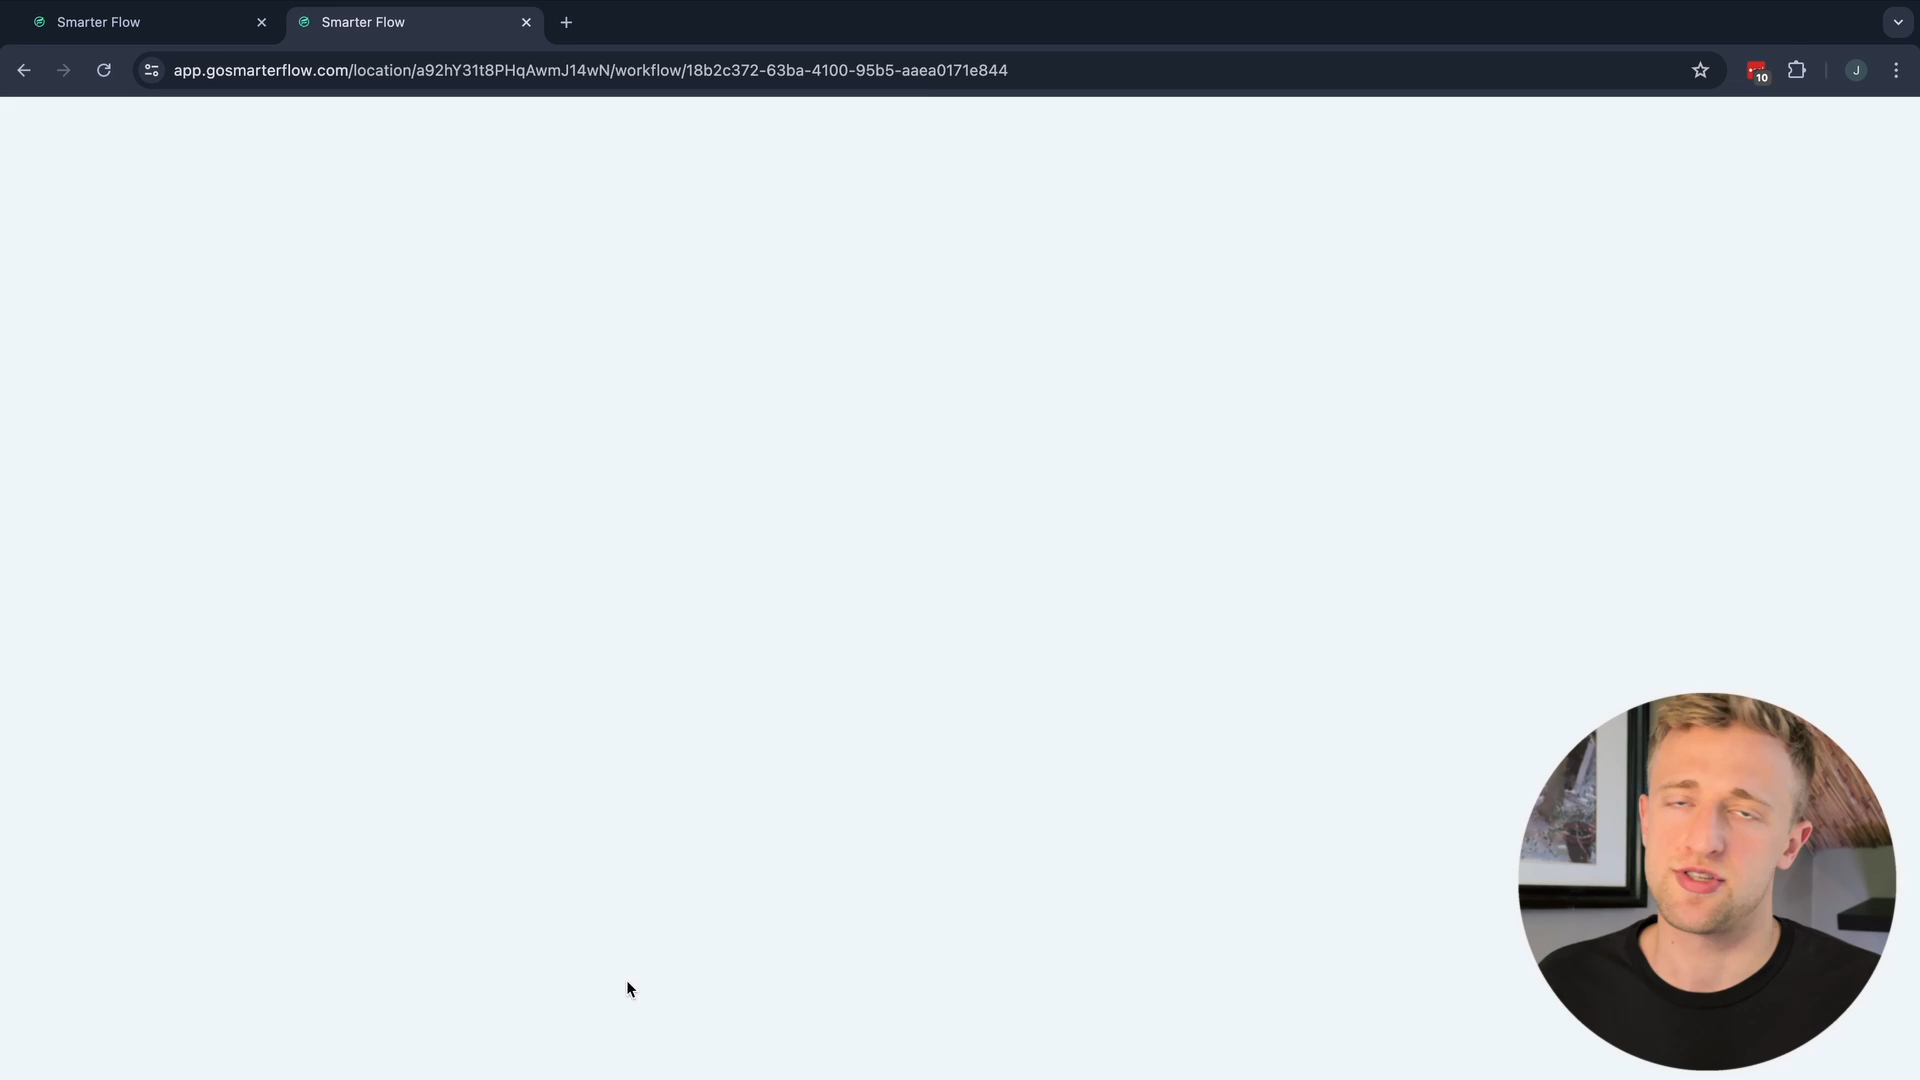 Smarter Flow
Smarter Flow
app.gosmarterflow.com/location/a92hY31t8PHqAwmJ14wN/workflow/18b2c372-63ba-4100-95b5-aaea0171e844
10
J